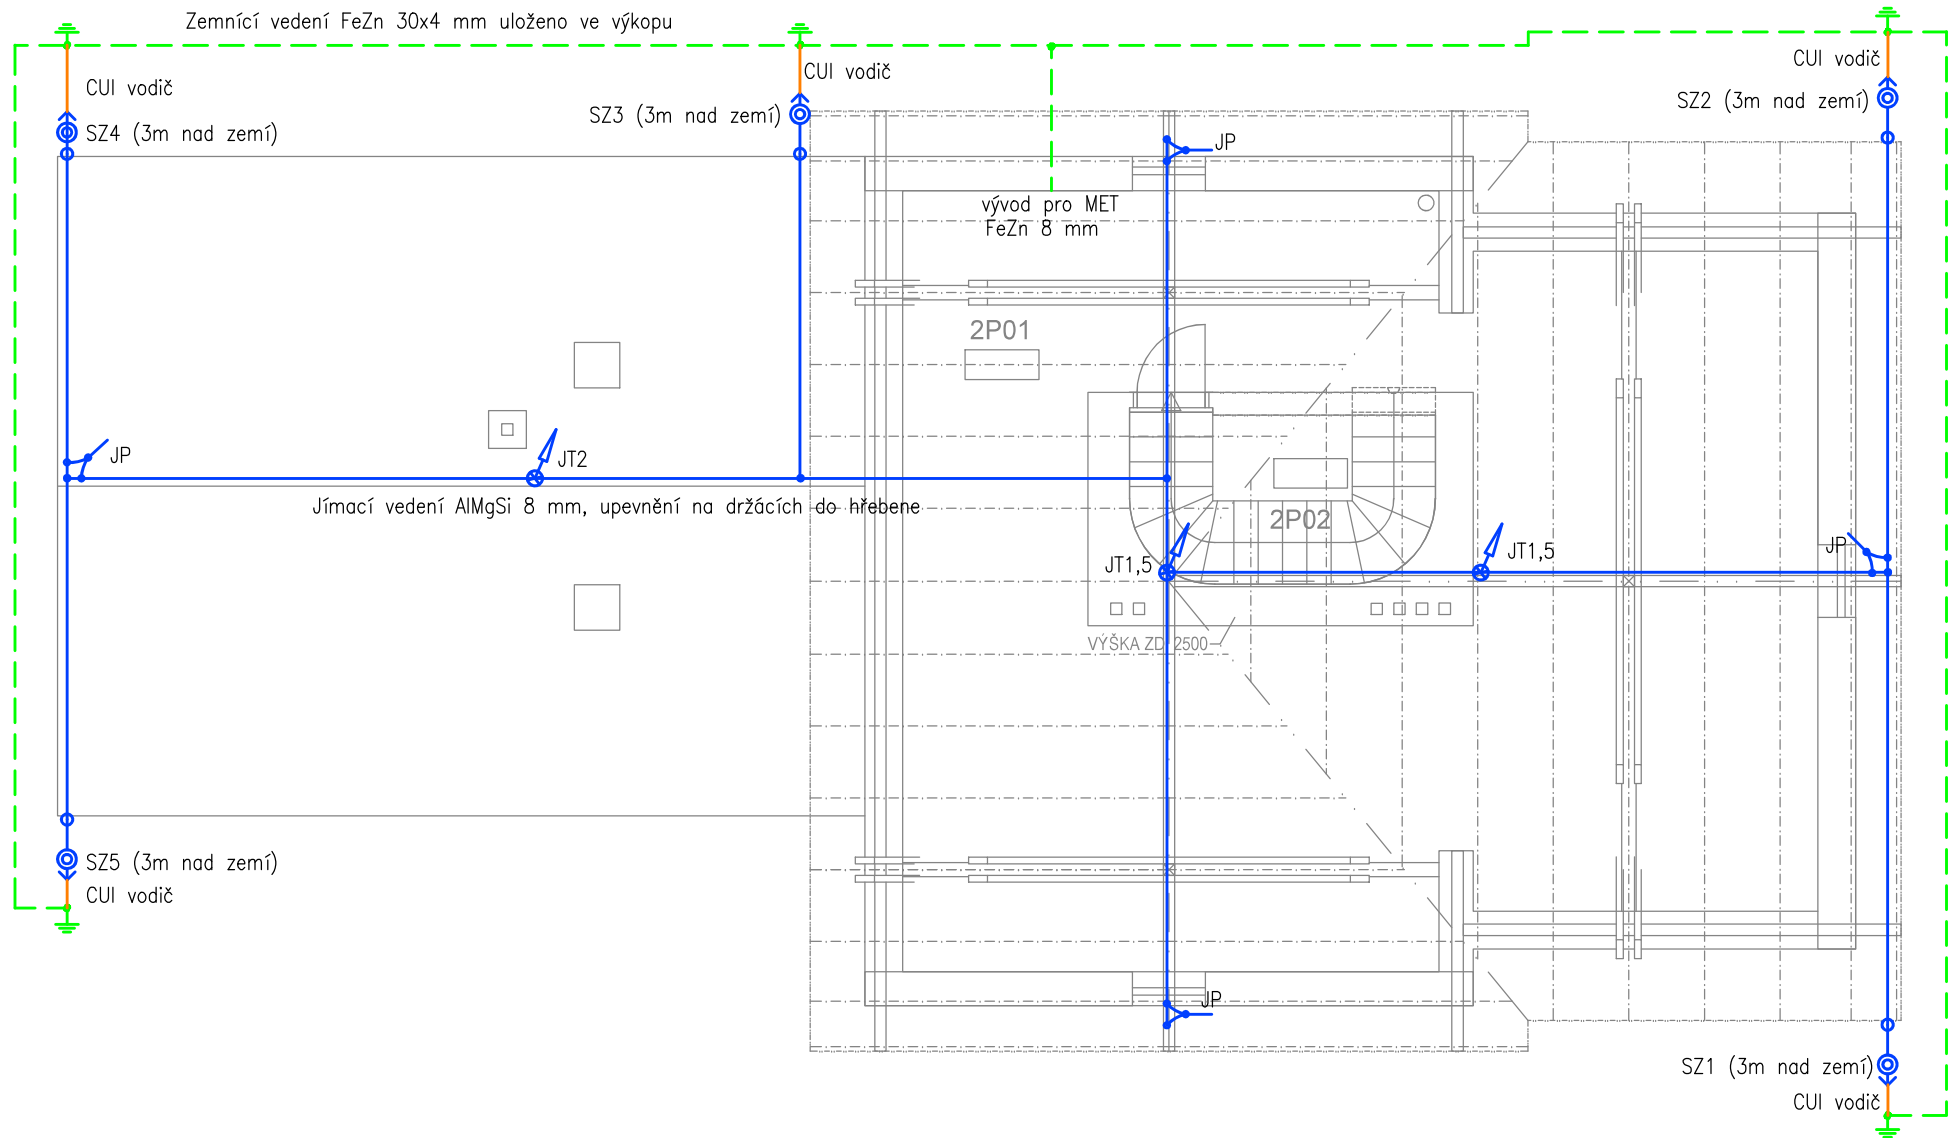 Zemnící vedení FeZn 30x4 mm uloženo ve výkopu
CUI vodič
CUI vodič
CUI vodič
SZ4 (3m nad zemí)
SZ3 (3m nad zemí)
SZ2 (3m nad zemí)
JP
vývod pro MET
FeZn 8 mm
2P01
JP
JT2
Jímací vedení AlMgSi 8 mm, upevnění na držácích do hřebene
2P02
JT1,5
JT1,5
JP
VÝŠKA ZD. 2500
SZ5 (3m nad zemí)
CUI vodič
JP
SZ1 (3m nad zemí)
CUI vodič